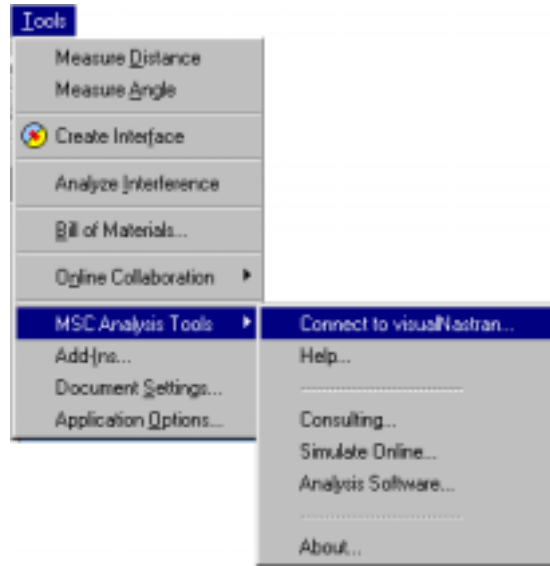 Tools
Measure Distance
Measure Angle
Create Interface
Analyze Interference
Bill of Materials...
Online Collaboration
MSC Analysis Tools
Add-Ins...
Document Settings...
Application Options...
Connect to visualNastran...
Help...
Consulting...
Simulate Online...
Analysis Software...
About...